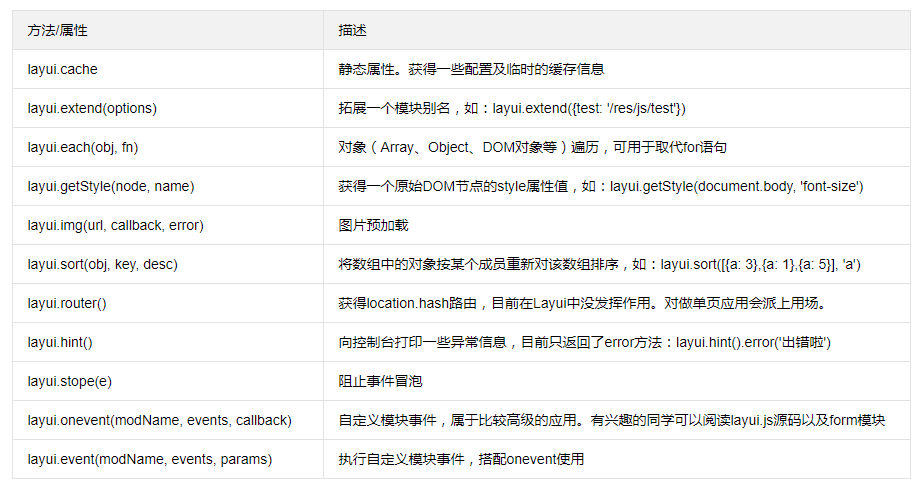 方法/属性 描述
layui.cache 静态属性。获得一些配置及临时的缓存信息
layui.extend(options) 拓展一个模块别名，如：layui.extend({test: '/res/js/test'})
layui.each(obj, fn) 对象（Array、Object、DOM对象等）遍历，可用于取代for语句
layui.getStyle(node, name) 获得一个原始DOM节点的style属性值，如：layui.getStyle(document.body, 'font-size')
layui.img(url, callback, error) 图片预加载
layui.sort(obj, key, desc) 将数组中的对象按某个成员重新对该数组排序，如：layui.sort([{a: 3},{a: 1},{a: 5}], 'a')
layui.router() 获得location.hash路由，目前在Layui中没发挥作用。对做单页应用会派上用场。
layui.hint() 向控制台打印一些异常信息，目前只返回了error方法：layui.hint().error('出错啦')
layui.stope(e) 阻止事件冒泡
layui.onevent(modName, events, callback) 自定义模块事件，属于比较高级的应用。有兴趣的同学可以阅读layui.js源码以及form模块
layui.event(modName, events, params) 执行自定义模块事件，搭配onevent使用